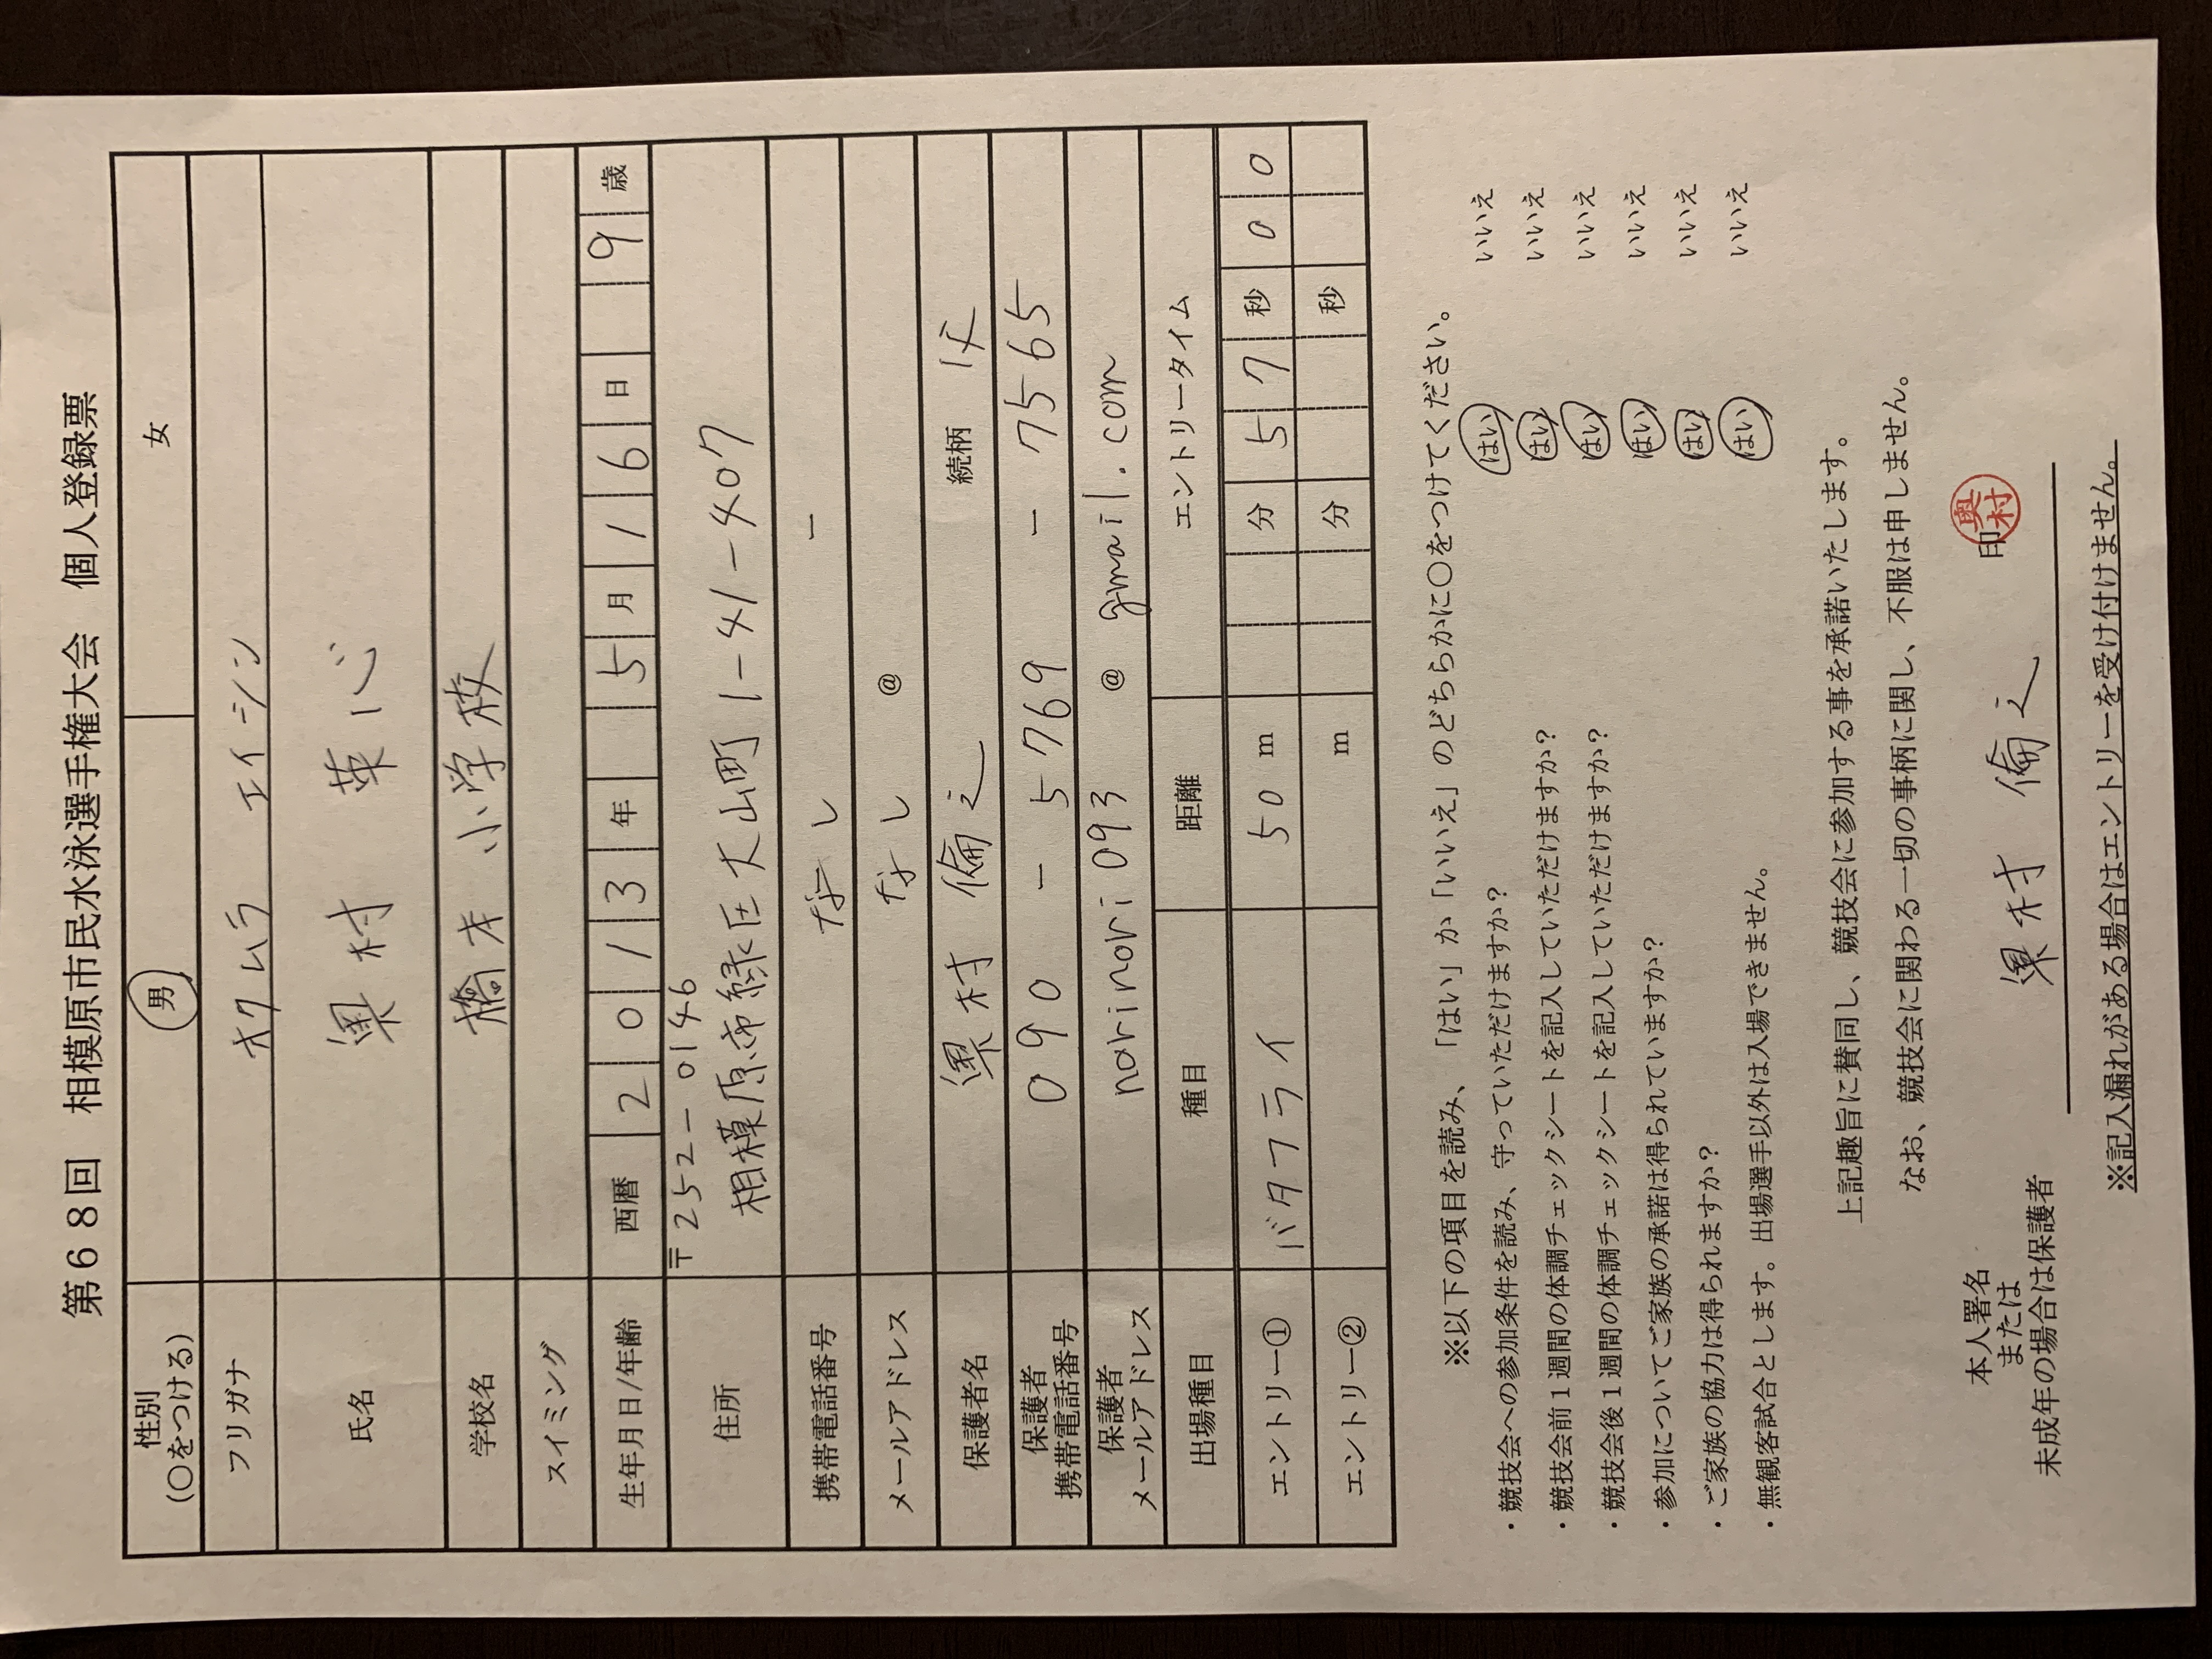 第６８回　相模原市民水泳選手権大会　個人登録票
性別
（〇をつける）　男　女
フリガナ　オクムラ　エイシン
氏名　奥村　英心
学校名　橋本小学校
スイミング
生年月日/年齢　西暦　2013年　5月16日　9歳
住所　〒252-0146
相模原市緑区大山町1-41-407
携帯電話番号　なし　－
メールアドレス　なし　@
保護者名　奥村　倫之　続柄　父
保護者
携帯電話番号　090－5769－7565
保護者
メールアドレス　norinori093　@　gmail.com
出場種目　種目　距離　エントリータイム
エントリー①　バタフライ　50 m　分　57秒00
エントリー②　m　分　秒
※以下の項目を読み、「はい」か「いいえ」のどちらかに〇をつけてください。
・競技会への参加条件を読み、守っていただけますか？　はい　いいえ
・競技会前１週間の体調チェックシートを記入していただけますか？　はい　いいえ
・競技会後１週間の体調チェックシートを記入していただけますか？　はい　いいえ
・参加についてご家族の承諾は得られていますか？　はい　いいえ
・ご家族の協力は得られますか？　はい　いいえ
・無観客試合とします。出場選手以外は入場できません。　はい　いいえ
上記趣旨に賛同し、競技会に参加する事を承諾いたします。
なお、競技会に関わる一切の事柄に関し、不服は申しません。
本人署名
または
未成年の場合は保護者　奥村　倫之　印　奥村
※記入漏れがある場合はエントリーを受け付けません。